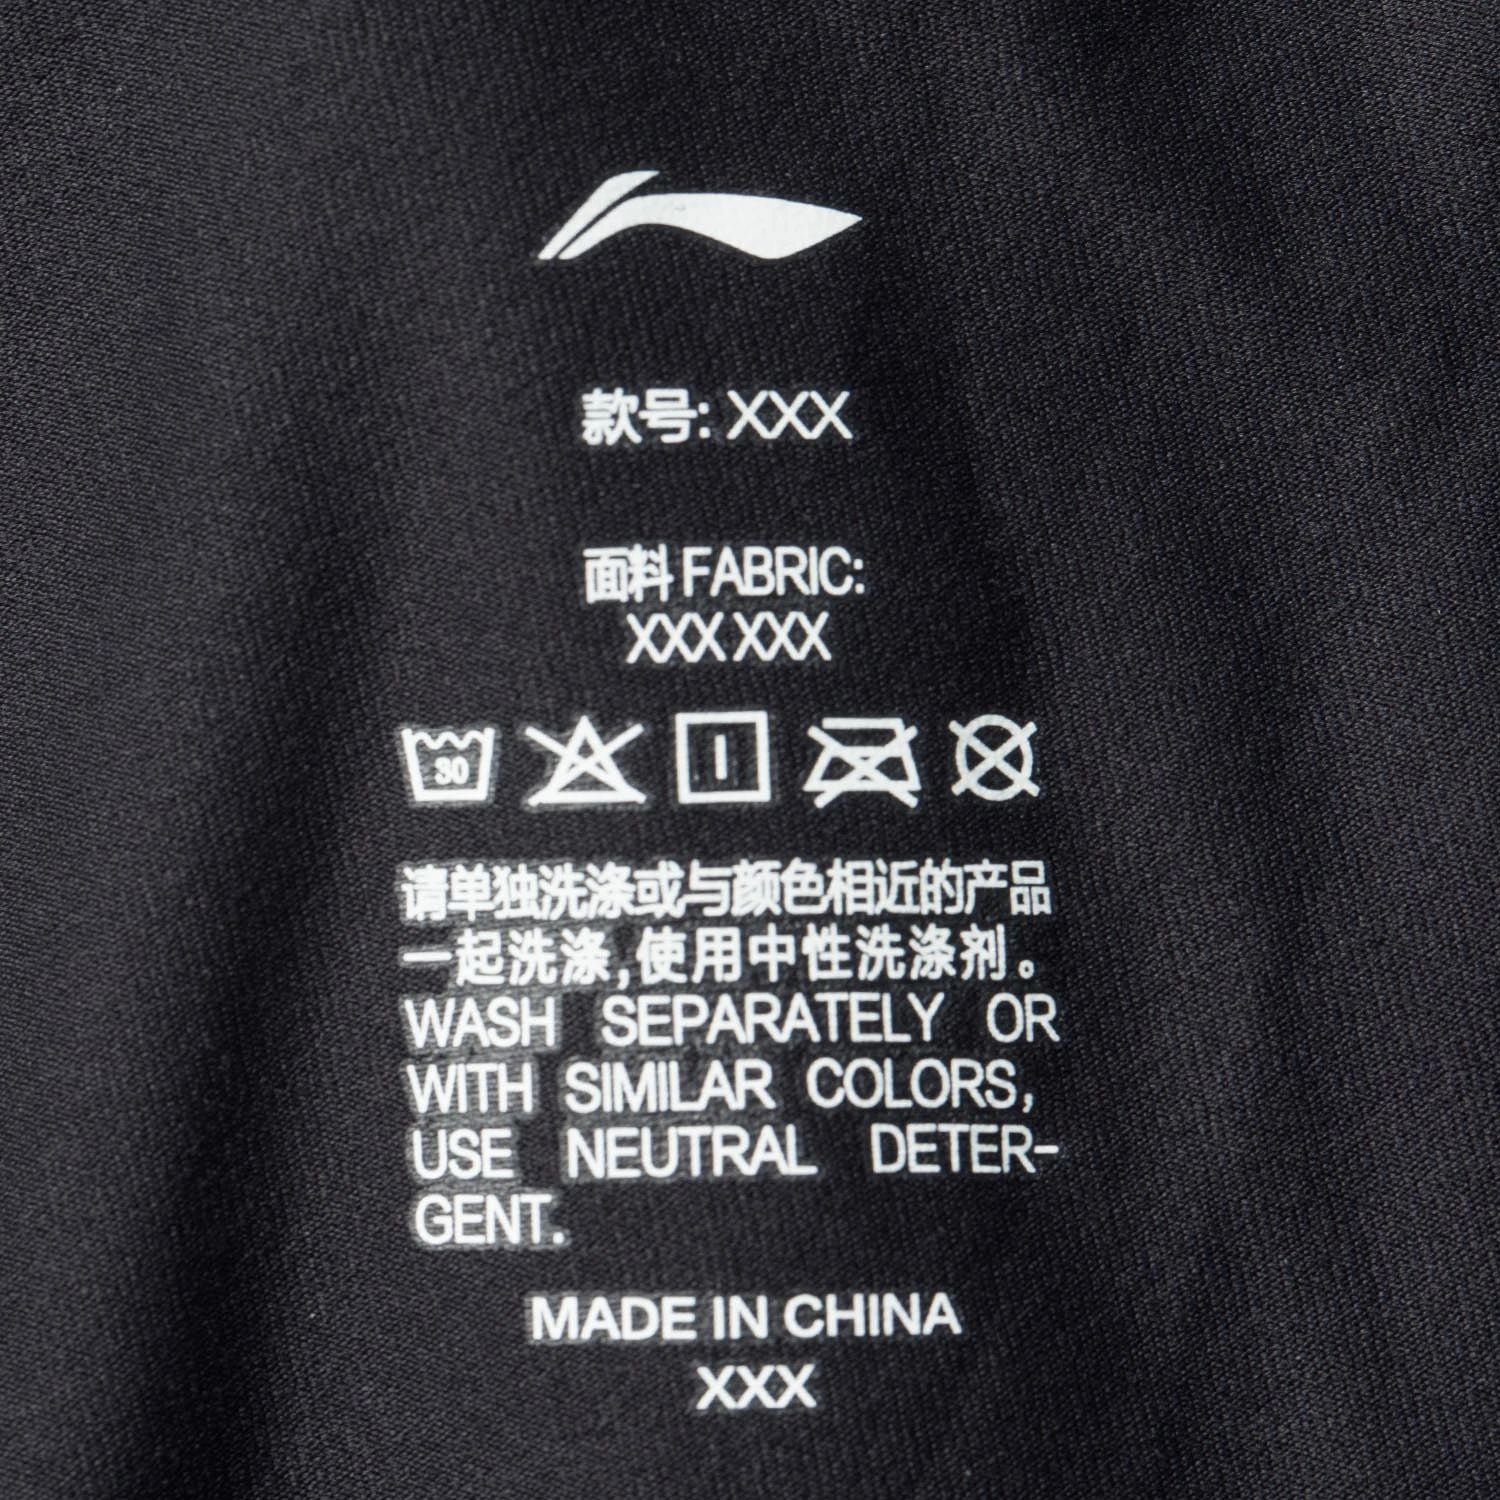 款号: XXX
面料 FABRIC:
XXX XXX
30
请单独洗涤或与颜色相近的产品
一起洗涤,使用中性洗涤剂。
WASH SEPARATELY OR
WITH SIMILAR COLORS,
USE NEUTRAL DETER-
GENT.
MADE IN CHINA
XXX